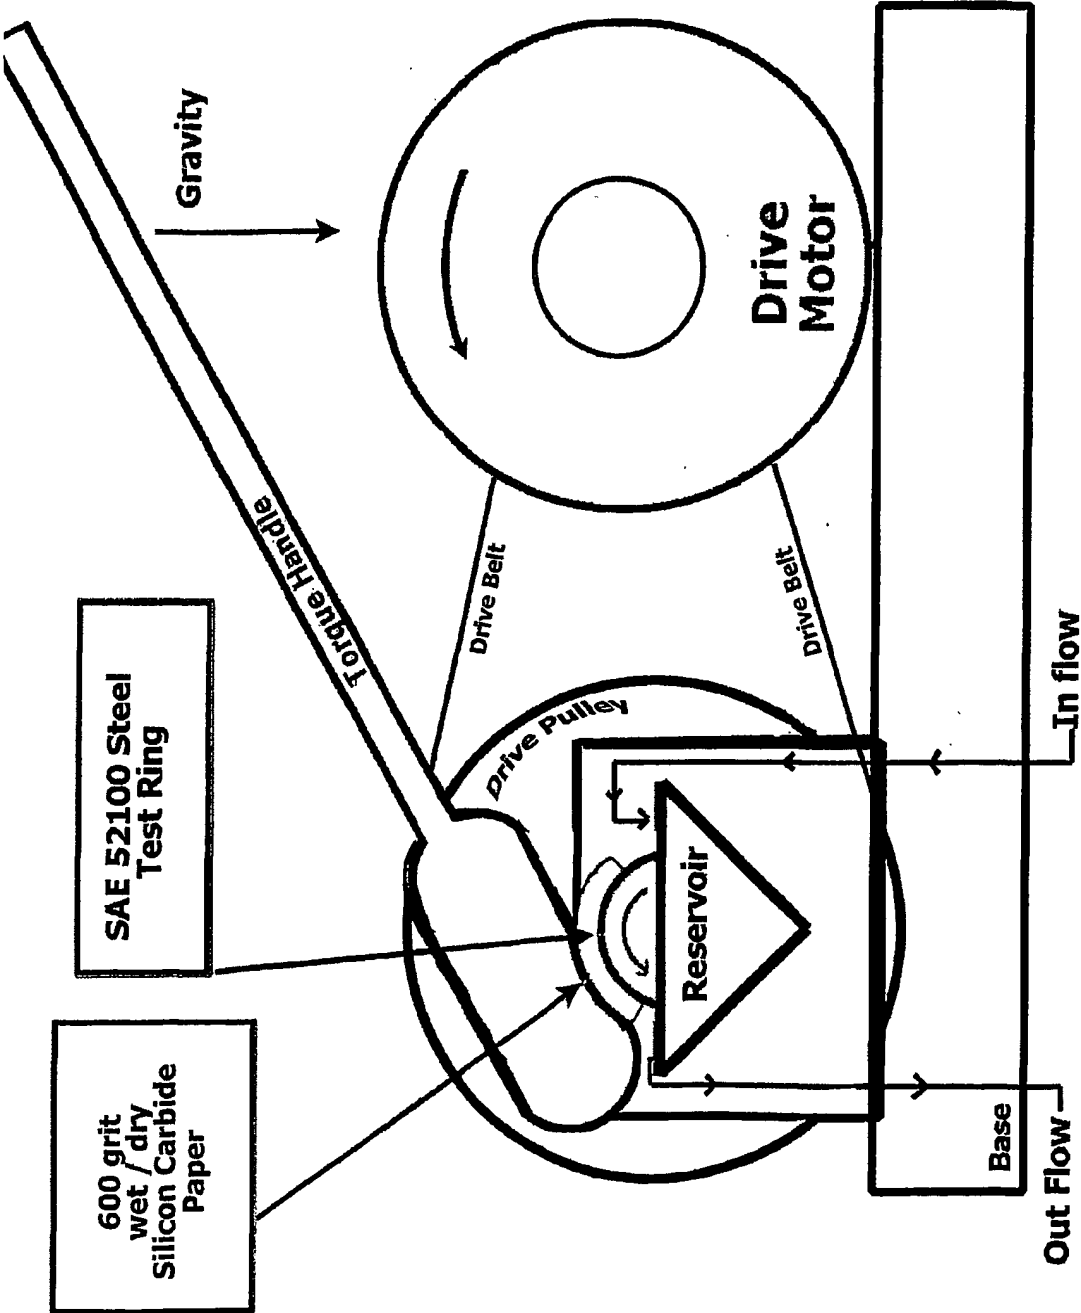 600 grit
wet / dry
Silicon Carbide
Paper
SAE 52100 Steel
Test Ring
Gravity
Torque Handle
Drive Belt
Drive Pulley
Drive
Motor
Drive Belt
Reservoir
Base
Out Flow
In flow